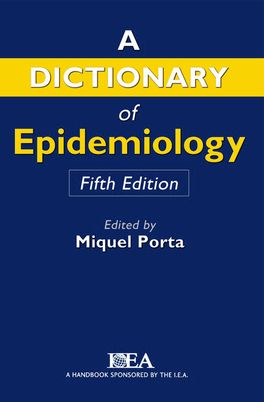 A
DICTIONARY
of
Epidemiology
Fifth Edition
Edited by
Miquel Porta
IEA
A HANDBOOK SPONSORED BY THE I.E.A.